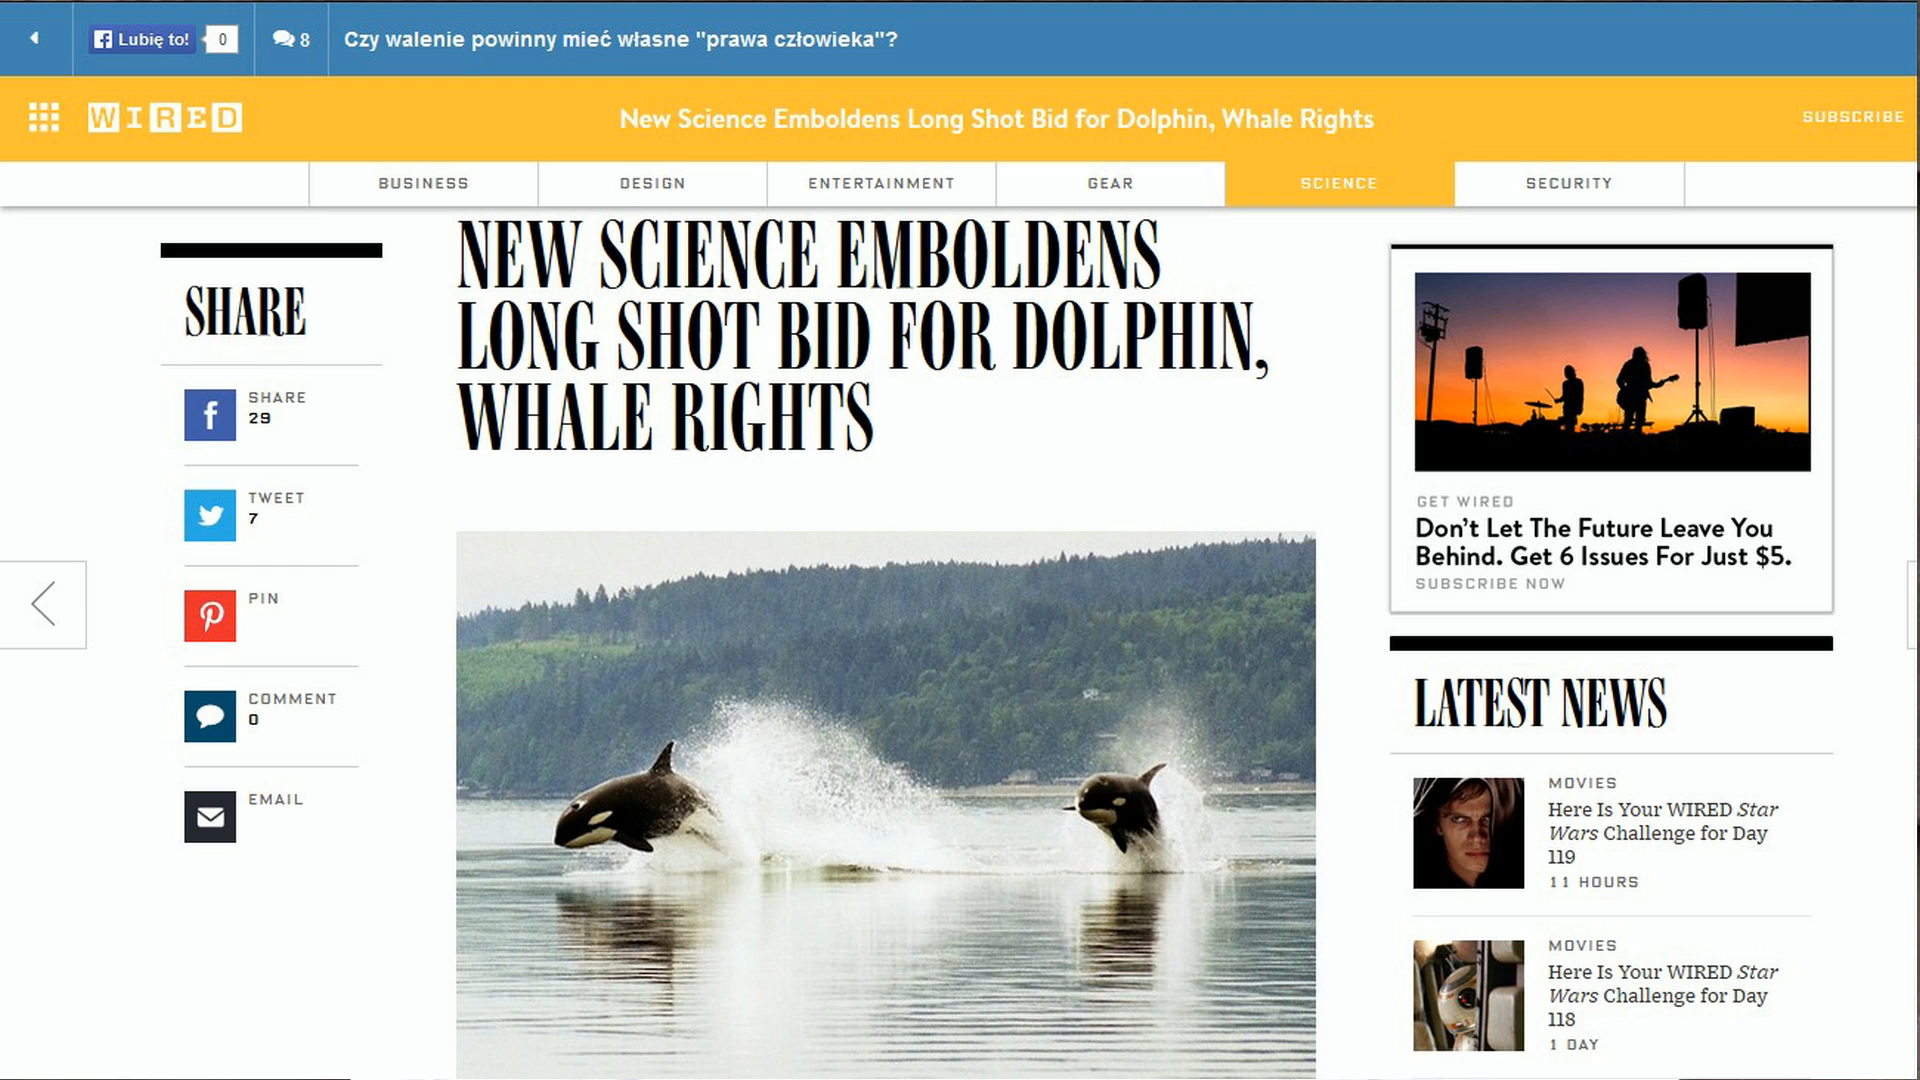 Lubię to!
0
8
Czy walenie powinny mieć własne "prawa człowieka"?
WIRED
New Science Emboldens Long Shot Bid for Dolphin, Whale Rights
SUBSCRIBE
BUSINESS
DESIGN
ENTERTAINMENT
GEAR
SCIENCE
SECURITY
SHARE
SHARE
29
TWEET
7
PIN
COMMENT
0
EMAIL
NEW SCIENCE EMBOLDENS
LONG SHOT BID FOR DOLPHIN,
WHALE RIGHTS
GET WIRED
Don't Let The Future Leave You
Behind. Get 6 Issues For Just $5.
SUBSCRIBE NOW
LATEST NEWS
MOVIES
Here Is Your WIRED Star
Wars Challenge for Day
119
11 HOURS
MOVIES
Here Is Your WIRED Star
Wars Challenge for Day
118
1 DAY